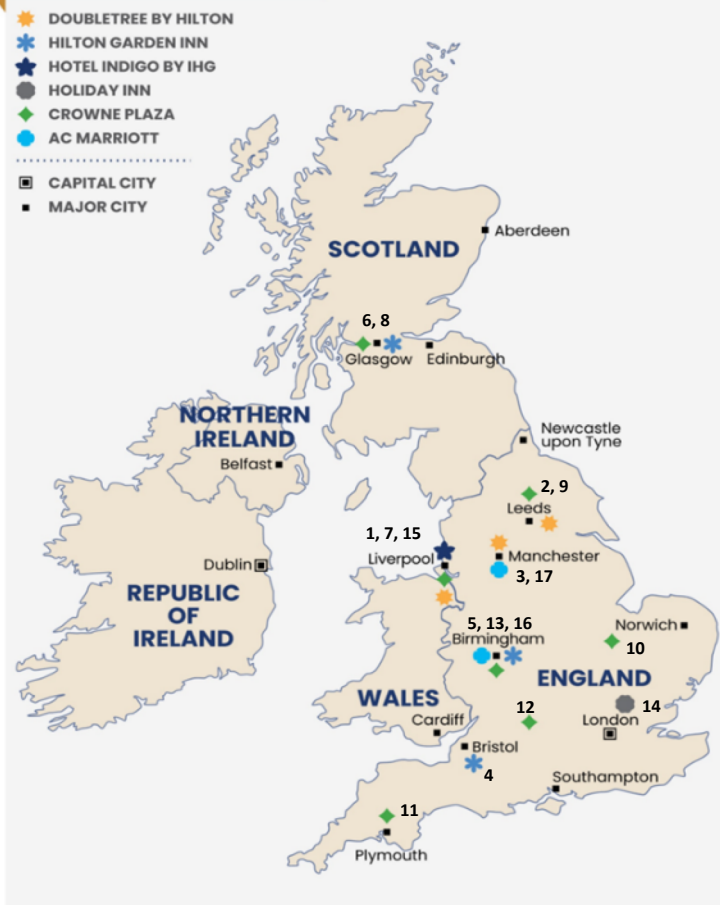 DOUBLETREE BY HILTON
HILTON GARDEN INN
HOTEL INDIGO BY IHG
HOLIDAY INN
CROWNE PLAZA
AC MARRIOTT
CAPITAL CITY
MAJOR CITY
Aberdeen
SCOTLAND
6, 8
Glasgow
Edinburgh
NORTHERN
IRELAND
Newcastle
upon Tyne
Belfast
2, 9
Leeds
1, 7, 15
Liverpool
Manchester
3, 17
Dublin
REPUBLIC
OF
IRELAND
5, 13, 16
Birmingham
Norwich
10
ENGLAND
WALES
12
14
Cardiff
London
Bristol
4
Southampton
11
Plymouth